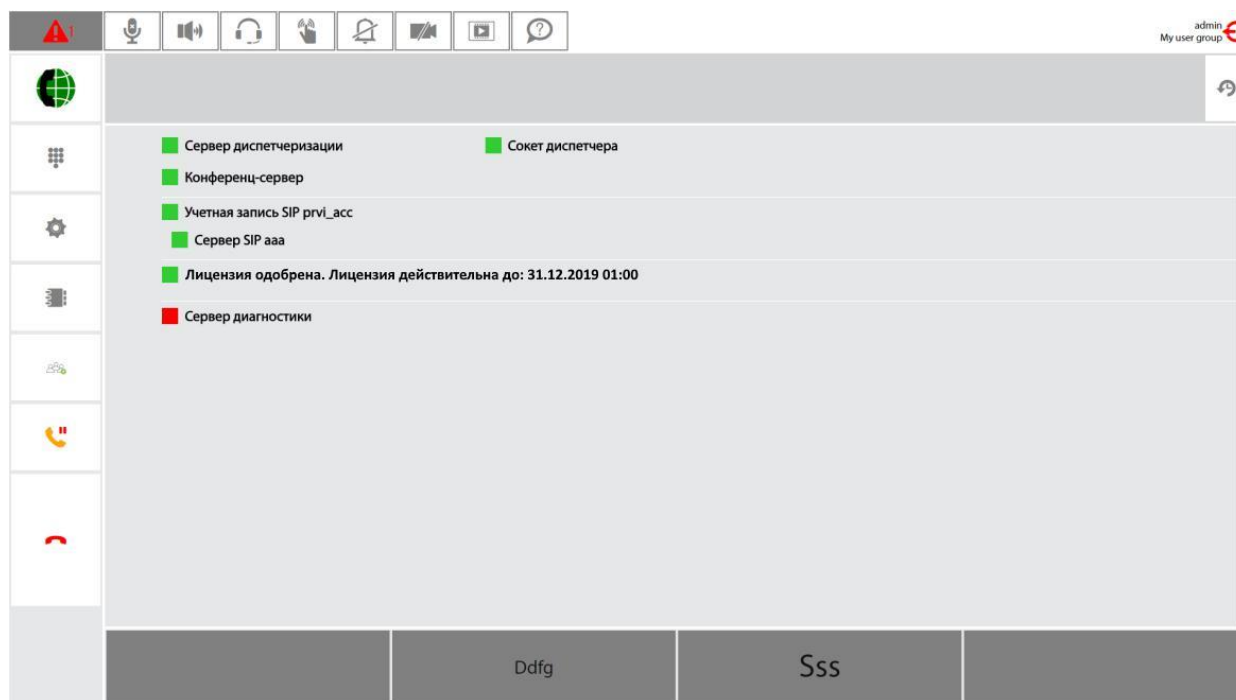 1
admin
My user group
Сервер диспетчеризации
Сокет диспетчера
Конференц-сервер
Учетная запись SIP prvi_acc
Сервер SIP aaa
Лицензия одобрена. Лицензия действительна до: 31.12.2019 01:00
Сервер диагностики
Ddfg
Sss